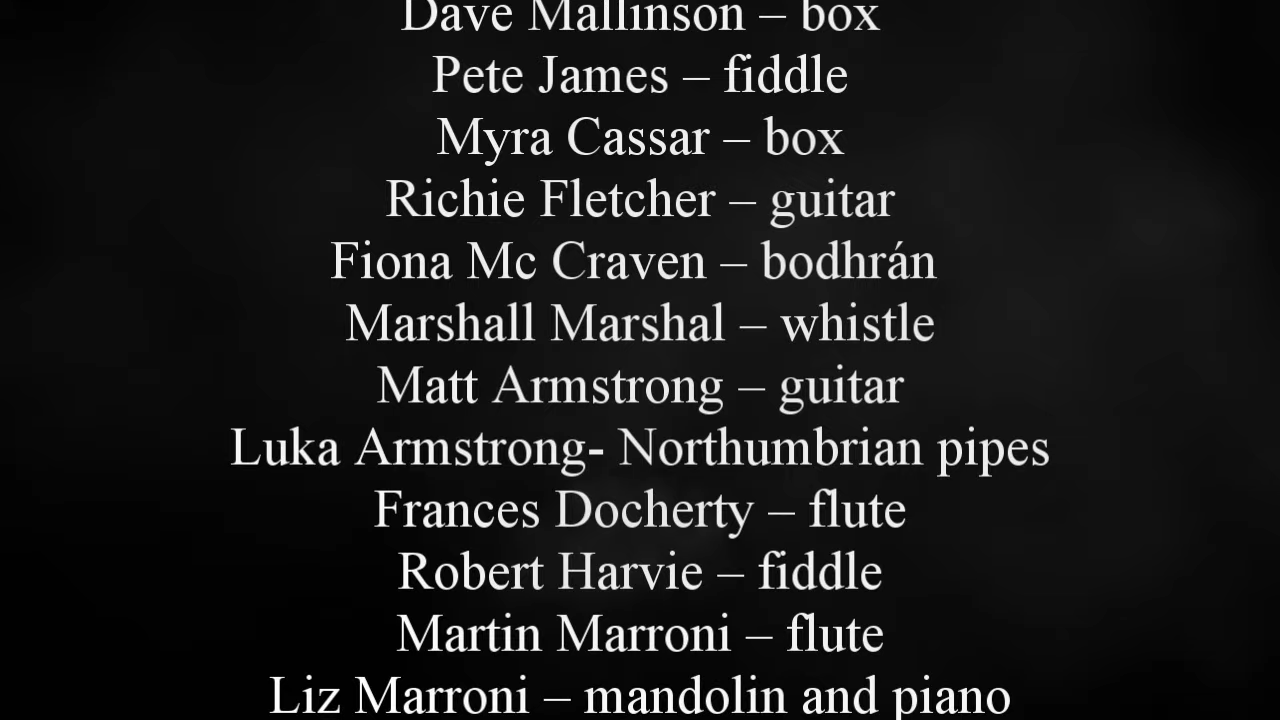 Dave Mallinson – box
Pete James – fiddle
Myra Cassar – box
Richie Fletcher – guitar
Fiona Mc Craven – bodhrán
Marshall Marshal – whistle
Matt Armstrong – guitar
Luka Armstrong- Northumbrian pipes
Frances Docherty – flute
Robert Harvie – fiddle
Martin Marroni – flute
Liz Marroni – mandolin and piano